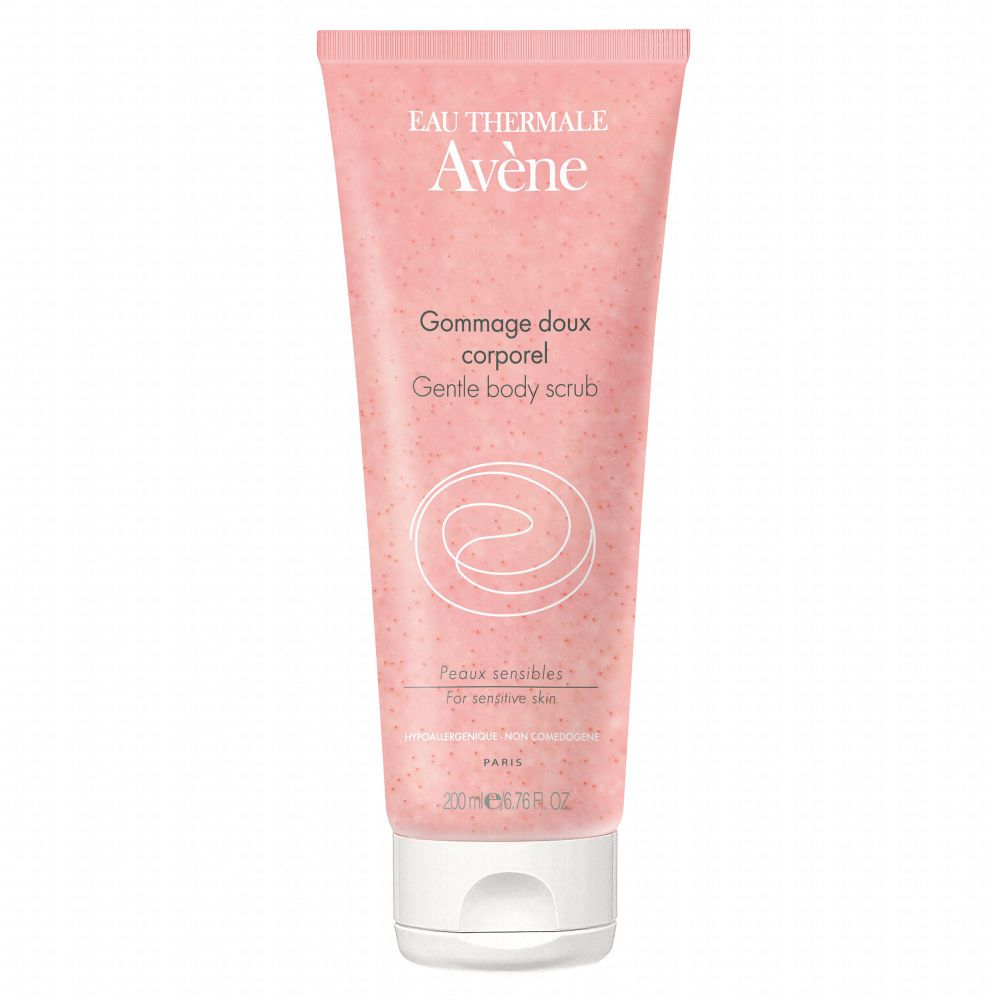 EAU THERMALE
Avène
Gommage doux
corporel
Gentle body scrub
Peaux sensibles
For sensitive skin
HYPOALLERGENIQUE - NON COMEDOGENE
PARIS
200 ml e/6.76 Fl. OZ